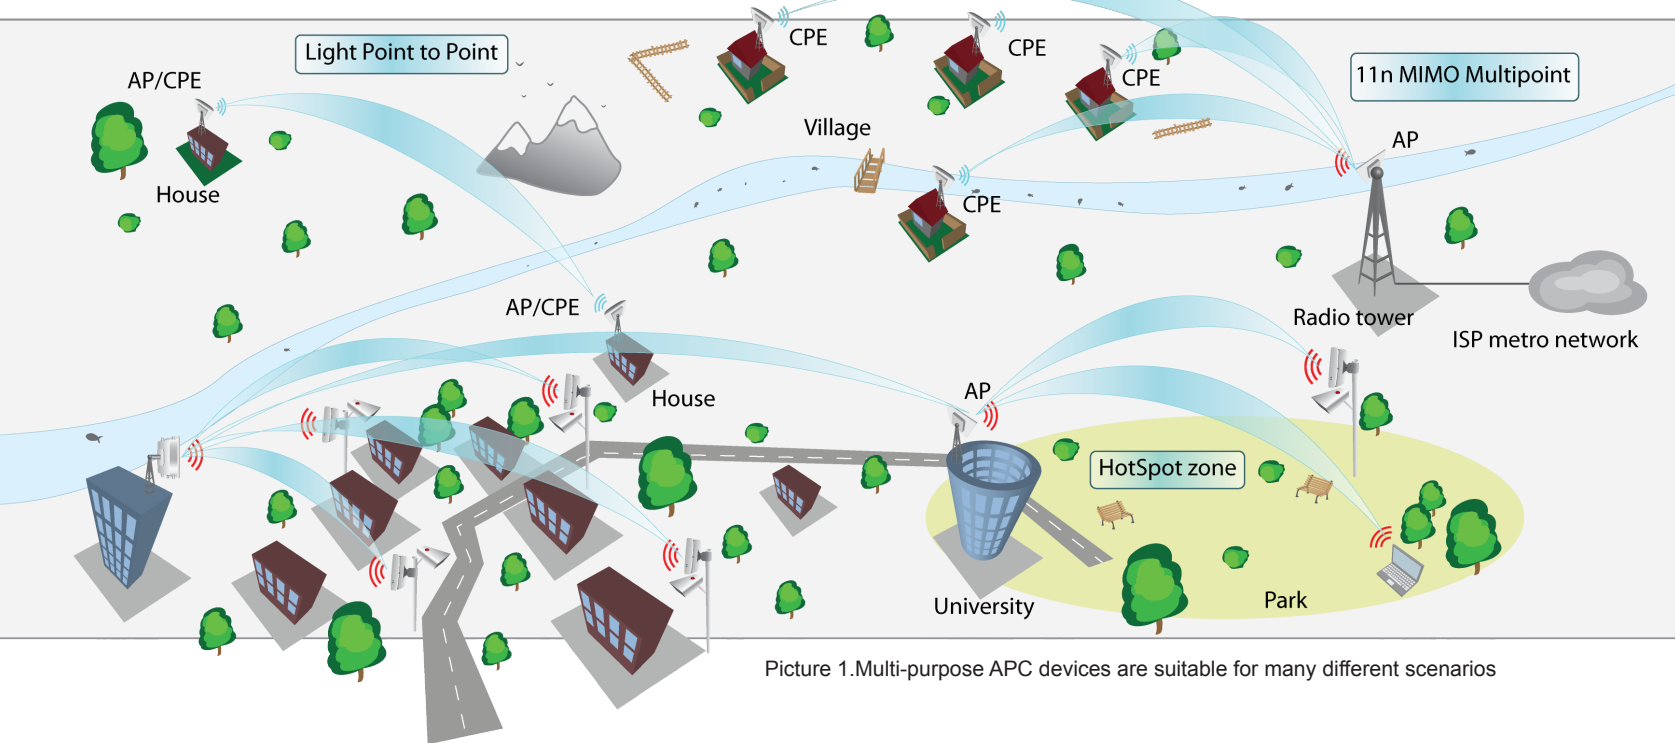 CPE
CPE
CPE
Light Point to Point
11n MIMO Multipoint
AP/CPE
Village
AP
House
CPE
AP/CPE
Radio tower
ISP metro network
House
AP
HotSpot zone
University
Park
Picture 1.Multi-purpose APC devices are suitable for many different scenarios